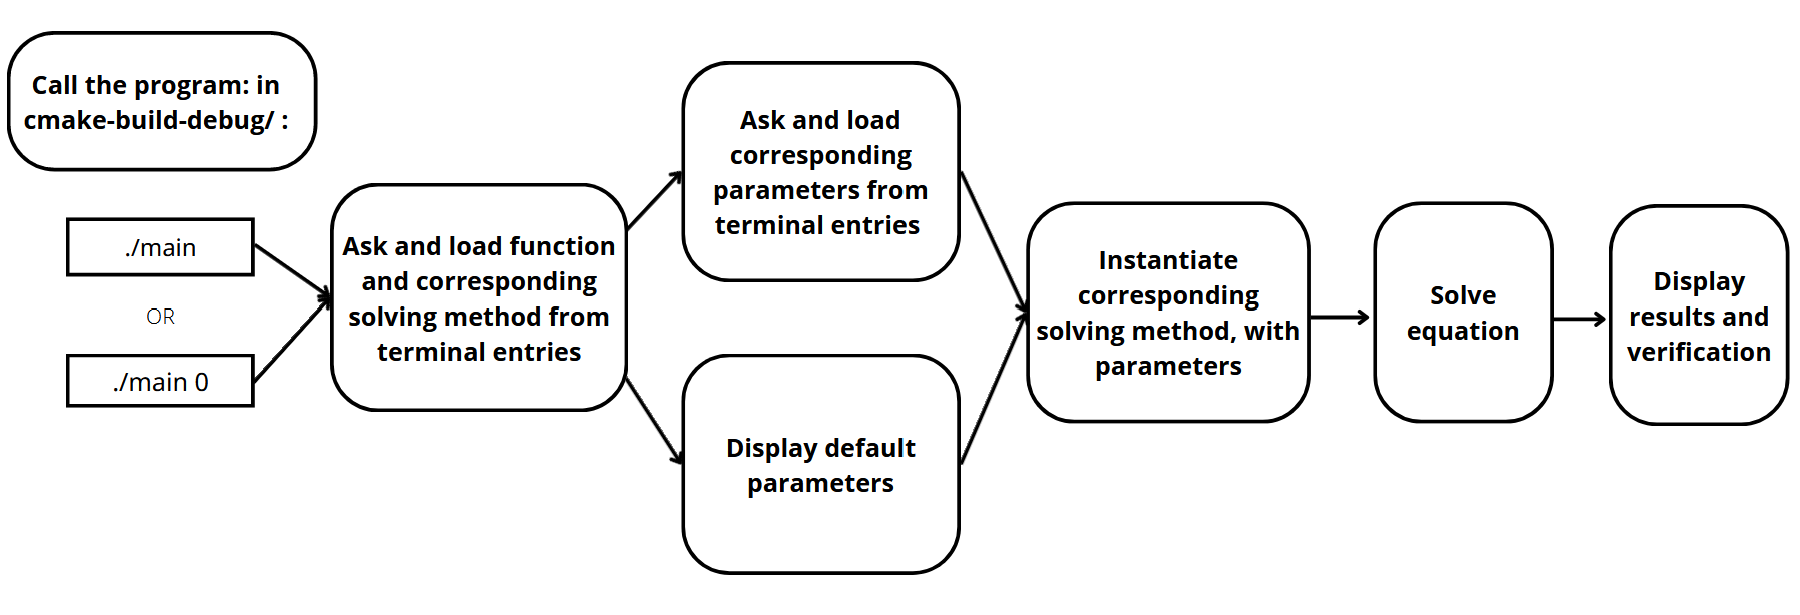 Call the program: in
cmake-build-debug/ :
./main
OR
./main 0
Ask and load function
and corresponding
solving method from
terminal entries
Ask and load
corresponding
parameters from
terminal entries
Display default
parameters
Instantiate
corresponding
solving method, with
parameters
Solve
equation
Display
results and
verification